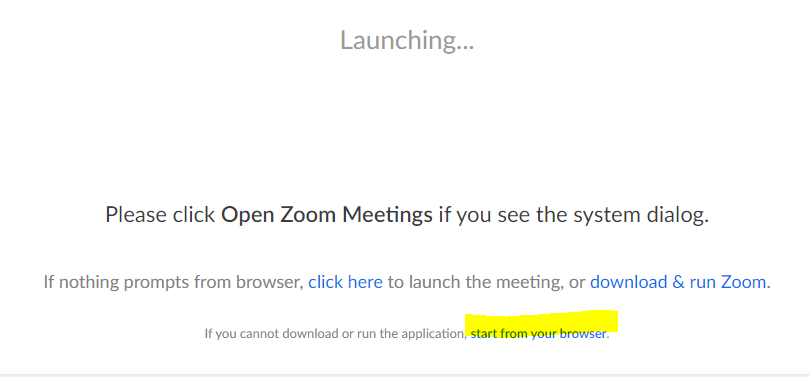 Launching...
Please click Open Zoom Meetings if you see the system dialog.
If nothing prompts from browser, click here to launch the meeting, or download & run Zoom.
If you cannot download or run the application, start from your browser.